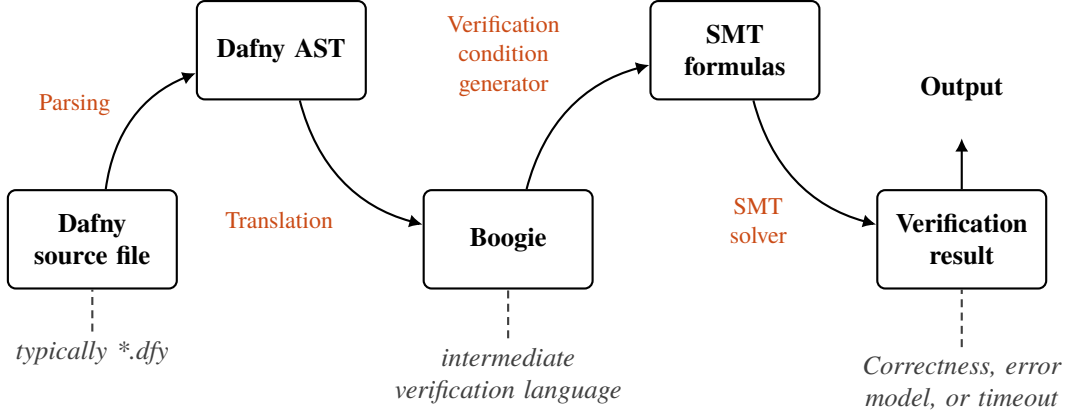 Dafny AST
Verification
condition
generator
SMT
formulas
Output
Parsing
Dafny
source file
Translation
Boogie
SMT
solver
Verification
result
typically *.dfy
intermediate
verification language
Correctness, error
model, or timeout